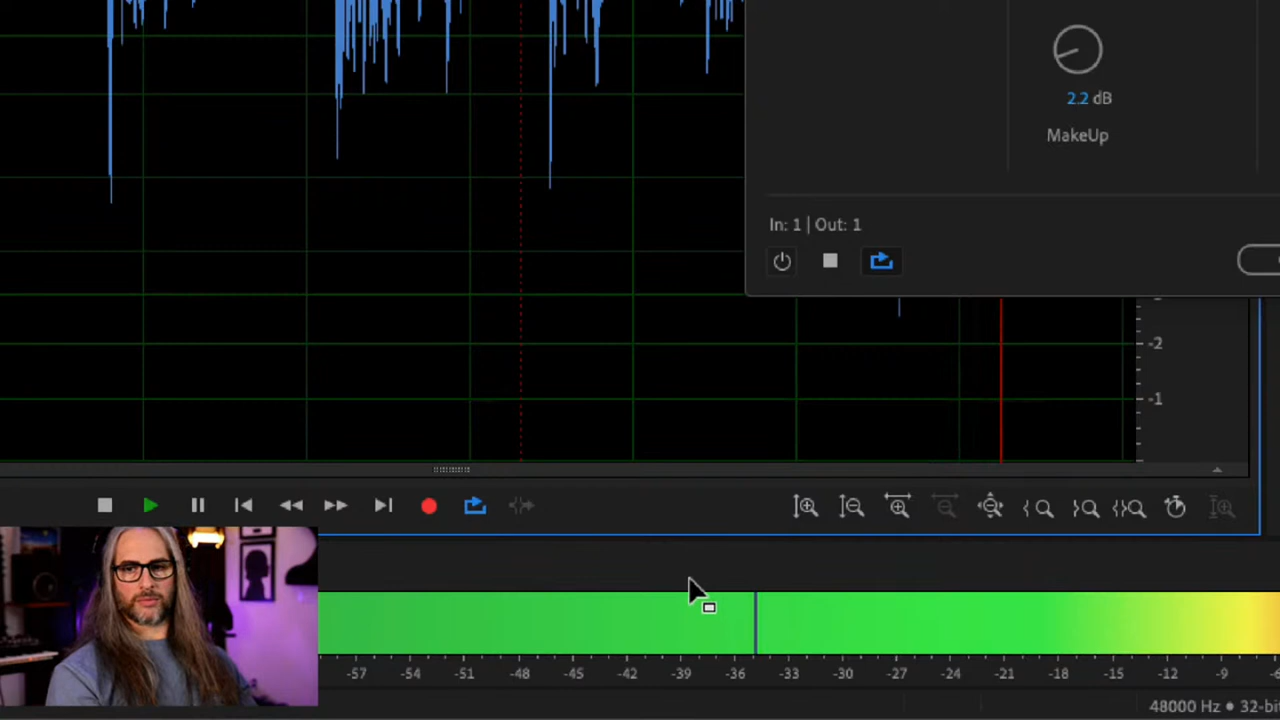 2.2 dB
MakeUp
In: 1 | Out: 1
-2
-1
-57 -54 -51 -48 -45 -42 -39 -36 -33 -30 -27 -24 -21 -18 -15 -12 -9
48000 Hz • 32-bi